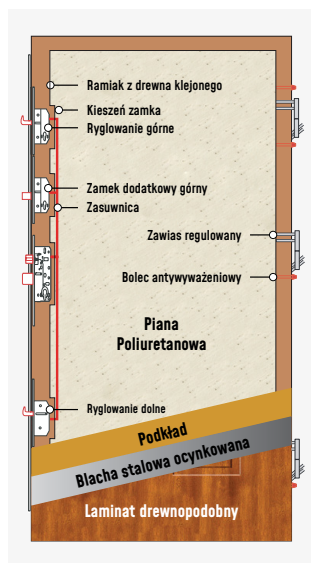 Ramiak z drewna klejonego
Kieszeń zamka
Ryglowanie górne
Zamek dodatkowy górny
Zasuwnica
Zawias regulowany
Bolec antywyważeniowy
Piana
Poliuretanowa
Ryglowanie dolne
Podkład
Blacha stalowa ocynkowana
Laminat drewnopodobny